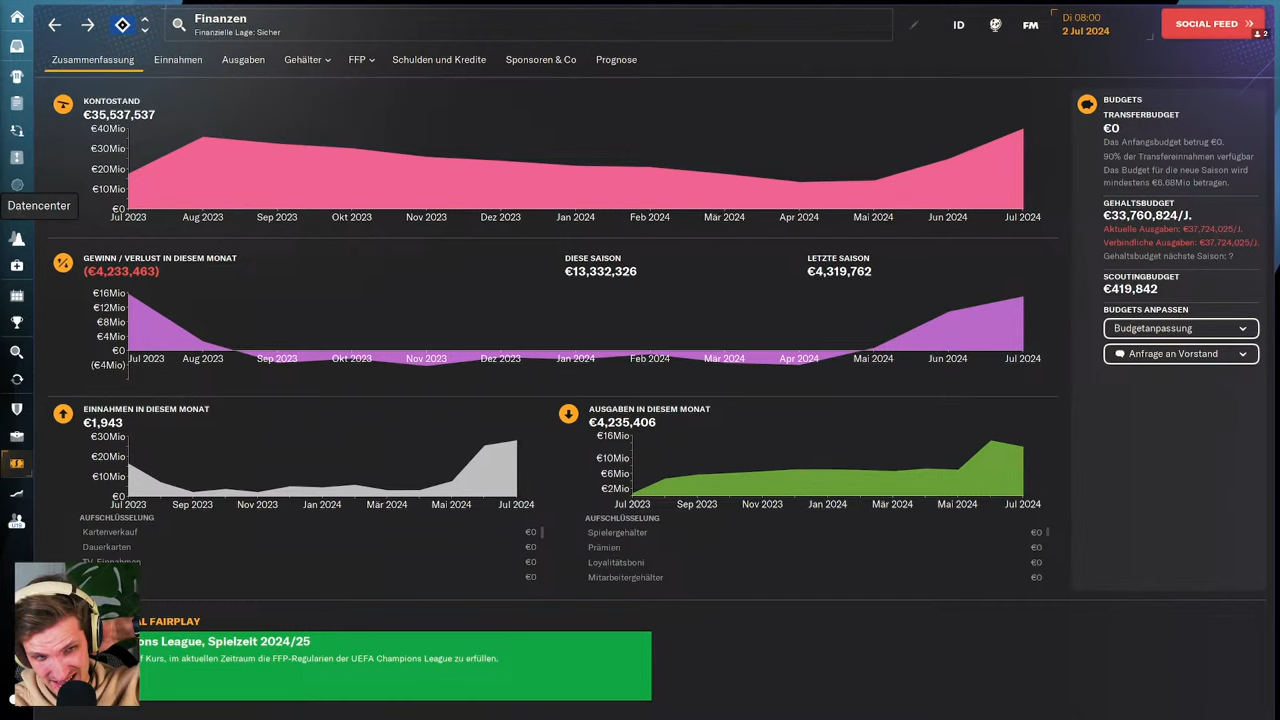 Finanzen
Finanzielle Lage: Sicher
ID
FM
Di 08:00
2 Jul 2024
SOCIAL FEED
2
Zusammenfassung
Einnahmen
Ausgaben
Gehälter
FFP
Schulden und Kredite
Sponsoren & Co
Prognose
Datencenter
U19
KONTOSTAND
€35,537,537
€40Mio
€30Mio
€20Mio
€10Mio
€0
Jul 2023 Aug 2023 Sep 2023 Okt 2023 Nov 2023 Dez 2023 Jan 2024 Feb 2024 Mär 2024 Apr 2024 Mai 2024 Jun 2024 Jul 2024
GEWINN / VERLUST IN DIESEM MONAT
(€4,233,463)
DIESE SAISON
€13,332,326
LETZTE SAISON
€4,319,762
€16Mio
€12Mio
€8Mio
€4Mio
€0
(€4Mio)
Jul 2023 Aug 2023 Sep 2023 Okt 2023 Nov 2023 Dez 2023 Jan 2024 Feb 2024 Mär 2024 Apr 2024 Mai 2024 Jun 2024 Jul 2024
EINNAHMEN IN DIESEM MONAT
€1,943
€30Mio
€20Mio
€10Mio
€0
Jul 2023 Sep 2023 Nov 2023 Jan 2024 Mär 2024 Mai 2024 Jul 2024
AUFSCHLÜSSELUNG
Kartenverkauf €0
Dauerkarten €0
TV-Einnahmen €0
€0
AUSGABEN IN DIESEM MONAT
€4,235,406
€16Mio
€10Mio
€6Mio
€2Mio
Jul 2023 Sep 2023 Nov 2023 Jan 2024 Mär 2024 Mai 2024 Jul 2024
AUFSCHLÜSSELUNG
Spielergehälter €0
Prämien €0
Loyalitätsboni €0
Mitarbeitergehälter €0
AL FAIRPLAY
ons League, Spielzeit 2024/25
f Kurs, im aktuellen Zeitraum die FFP-Regularien der UEFA Champions League zu erfüllen.
BUDGETS
TRANSFERBUDGET
€0
Das Anfangsbudget betrug €0.
90% der Transfereinnahmen verfügbar
Das Budget für die neue Saison wird
mindestens €6.68Mio betragen.
GEHALTSBUDGET
€33,760,824/J.
Aktuelle Ausgaben: €37,724,025/J.
Verbindliche Ausgaben: €37,724,025/J.
Gehaltsbudget nächste Saison: ?
SCOUTINGBUDGET
€419,842
BUDGETS ANPASSEN
Budgetanpassung
Anfrage an Vorstand